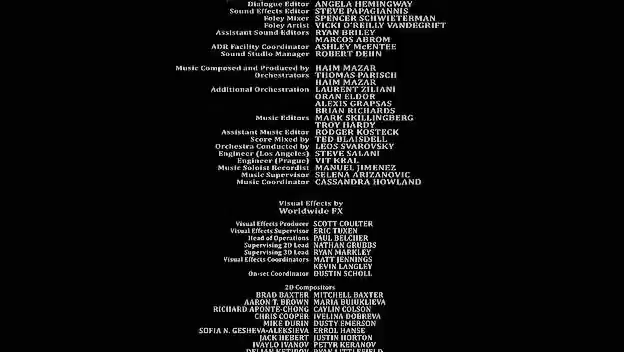 Dialogue Editor ANGELA HEMINGWAY
Sound Effects Editor STEVE PAPAGIANNIS
Foley Mixer SPENCER SCHWIETERMAN
Foley Artist VICKI O'REILLY VANDEGRIFT
Assistant Sound Editors RYAN BRILEY
MARCOS ABROM
ADR Facility Coordinator ASHLEY McENTEE
Sound Studio Manager ROBERT DEHN
Music Composed and Produced by HAIM MAZAR
Orchestrators THOMAS PARISCH
HAIM MAZAR
Additional Orchestration LAURENT ZILIANI
ORAN ELDOR
ALEXIS GRAPSAS
BRIAN RICHARDS
Music Editors MARK SKILLINGBERG
TROY HARDY
Assistant Music Editor RODGER KOSTECK
Score Mixed by TED BLAISDELL
Orchestra Conducted by LEOS SVAROVSKY
Engineer (Los Angeles) STEVE SALANI
Engineer (Prague) VIT KRAL
Music Soloist Recordist MANUEL JIMENEZ
Music Supervisor SELENA ARIZANOVIC
Music Coordinator CASSANDRA HOWLAND
Visual Effects by
Worldwide FX
Visual Effects Producer SCOTT COULTER
Visual Effects Supervisor ERIC TUXEN
Head of Operations PAUL BELCHER
Supervising 2D Lead NATHAN GRUBBS
Supervising 3D Lead RYAN MARKLEY
Visual Effects Coordinators MATT JENNINGS
KEVIN LANGLEY
On-set Coordinator DUSTIN SCHOLL
2D Compositors
BRAD BAXTER MITCHELL BAXTER
AARON T. BROWN MARIA BUIUKLIEVA
RICHARD APONTE-CHONG CAYLIN COLSON
CHRIS COOPER IVELINA DOBREVA
MIKE DURIN DUSTY EMERSON
SOFIA N. GESHEVA-ALEKSIEVA ERROL HANSE
JACK HEBERT JUSTIN HORTON
IVAYLO IVANOV PETYR KERANOV